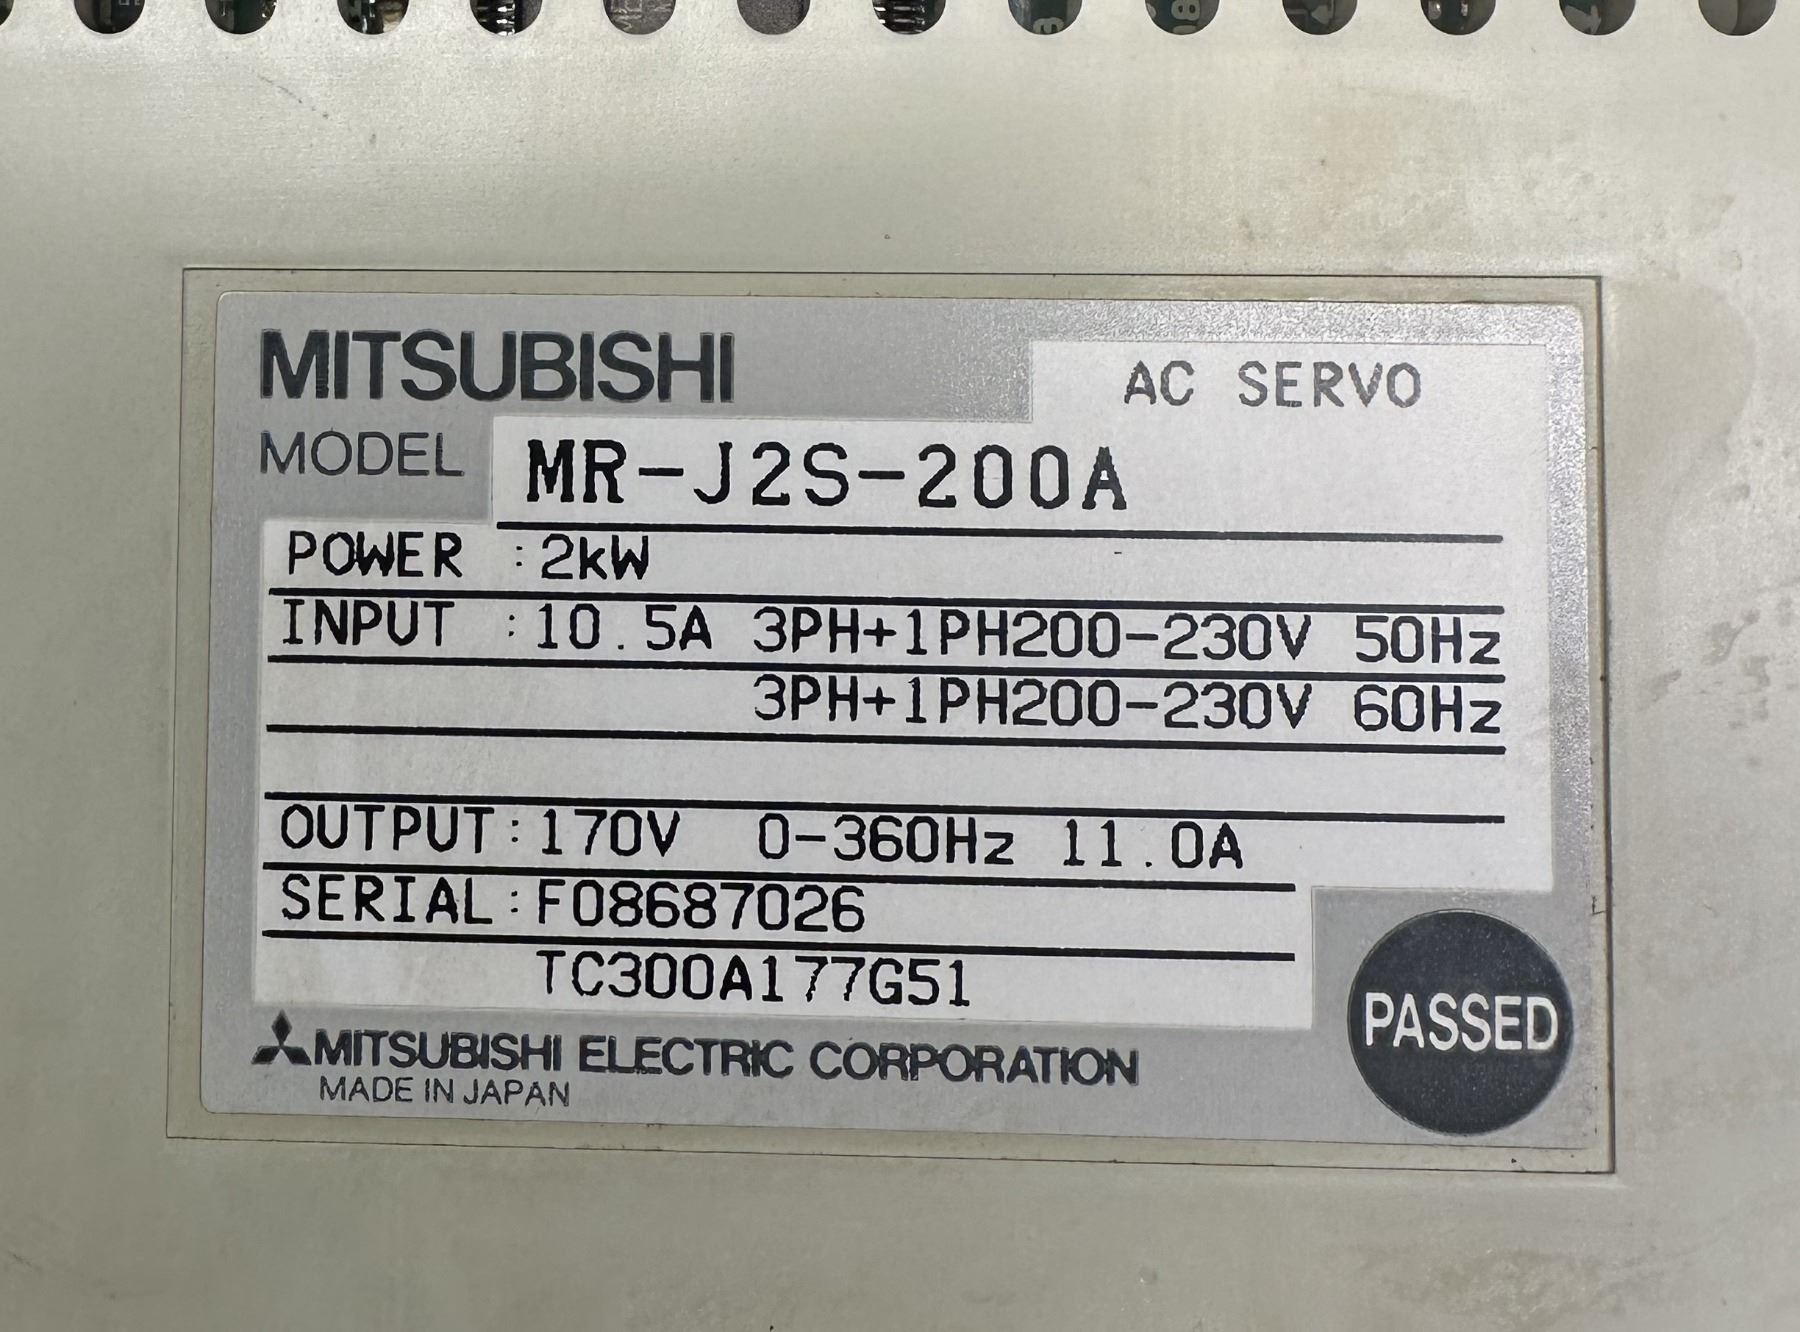 MITSUBISHI
AC SERVO
MODEL MR-J2S-200A
POWER :2kW
INPUT :10.5A 3PH+1PH200-230V 50Hz
3PH+1PH200-230V 60Hz
OUTPUT:170V 0-360Hz 11.0A
SERIAL:F08687026
TC300A177G51
MITSUBISHI ELECTRIC CORPORATION
MADE IN JAPAN
PASSED